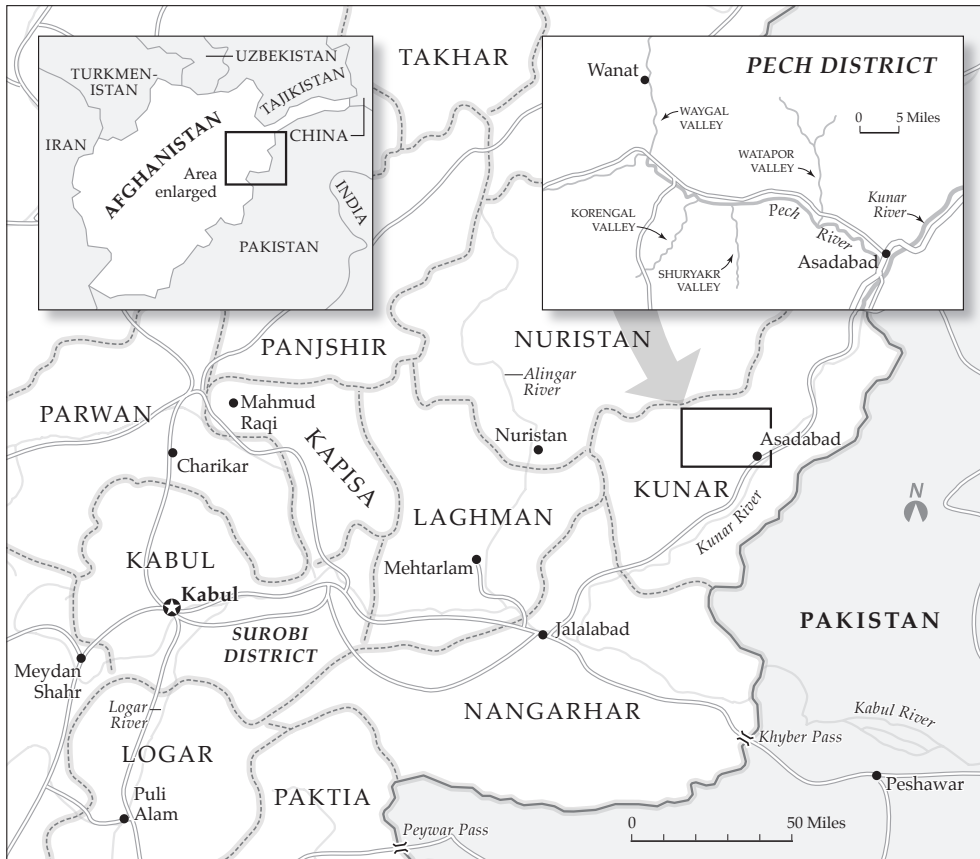 TAKHAR
UZBEKISTAN
TURKMEN-
ISTAN
TAJIKISTAN
CHINA
IRAN
AFGHANISTAN
Area
enlarged
INDIA
PAKISTAN
PECH DISTRICT
Wanat
WAYGAL
VALLEY
0 5 Miles
WATAPOR
VALLEY
Kunar
River
KORENGAL
VALLEY
Pech
River
Asadabad
SHURYAKR
VALLEY
PANJSHIR
NURISTAN
Alingar
River
PARWAN
Mahmud
Raqi
KAPISA
Nuristan
Asadabad
Charikar
KUNAR
N
LAGHMAN
Kunar River
KABUL
Mehtarlam
Kabul
SUROBI
DISTRICT
Jalalabad
PAKISTAN
Meydan
Shahr
Logar
River
NANGARHAR
Kabul River
LOGAR
Khyber Pass
Peshawar
Puli
Alam
PAKTIA
Peywar Pass
0 50 Miles